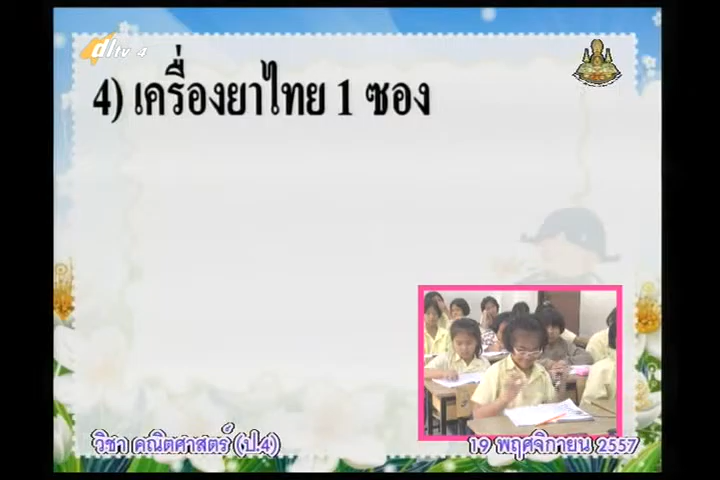 dltv 4
4) เครื่องยาไทย 1 ซอง
วิชา คณิตศาสตร์ (ป.4)
19 พฤศจิกายน 2557